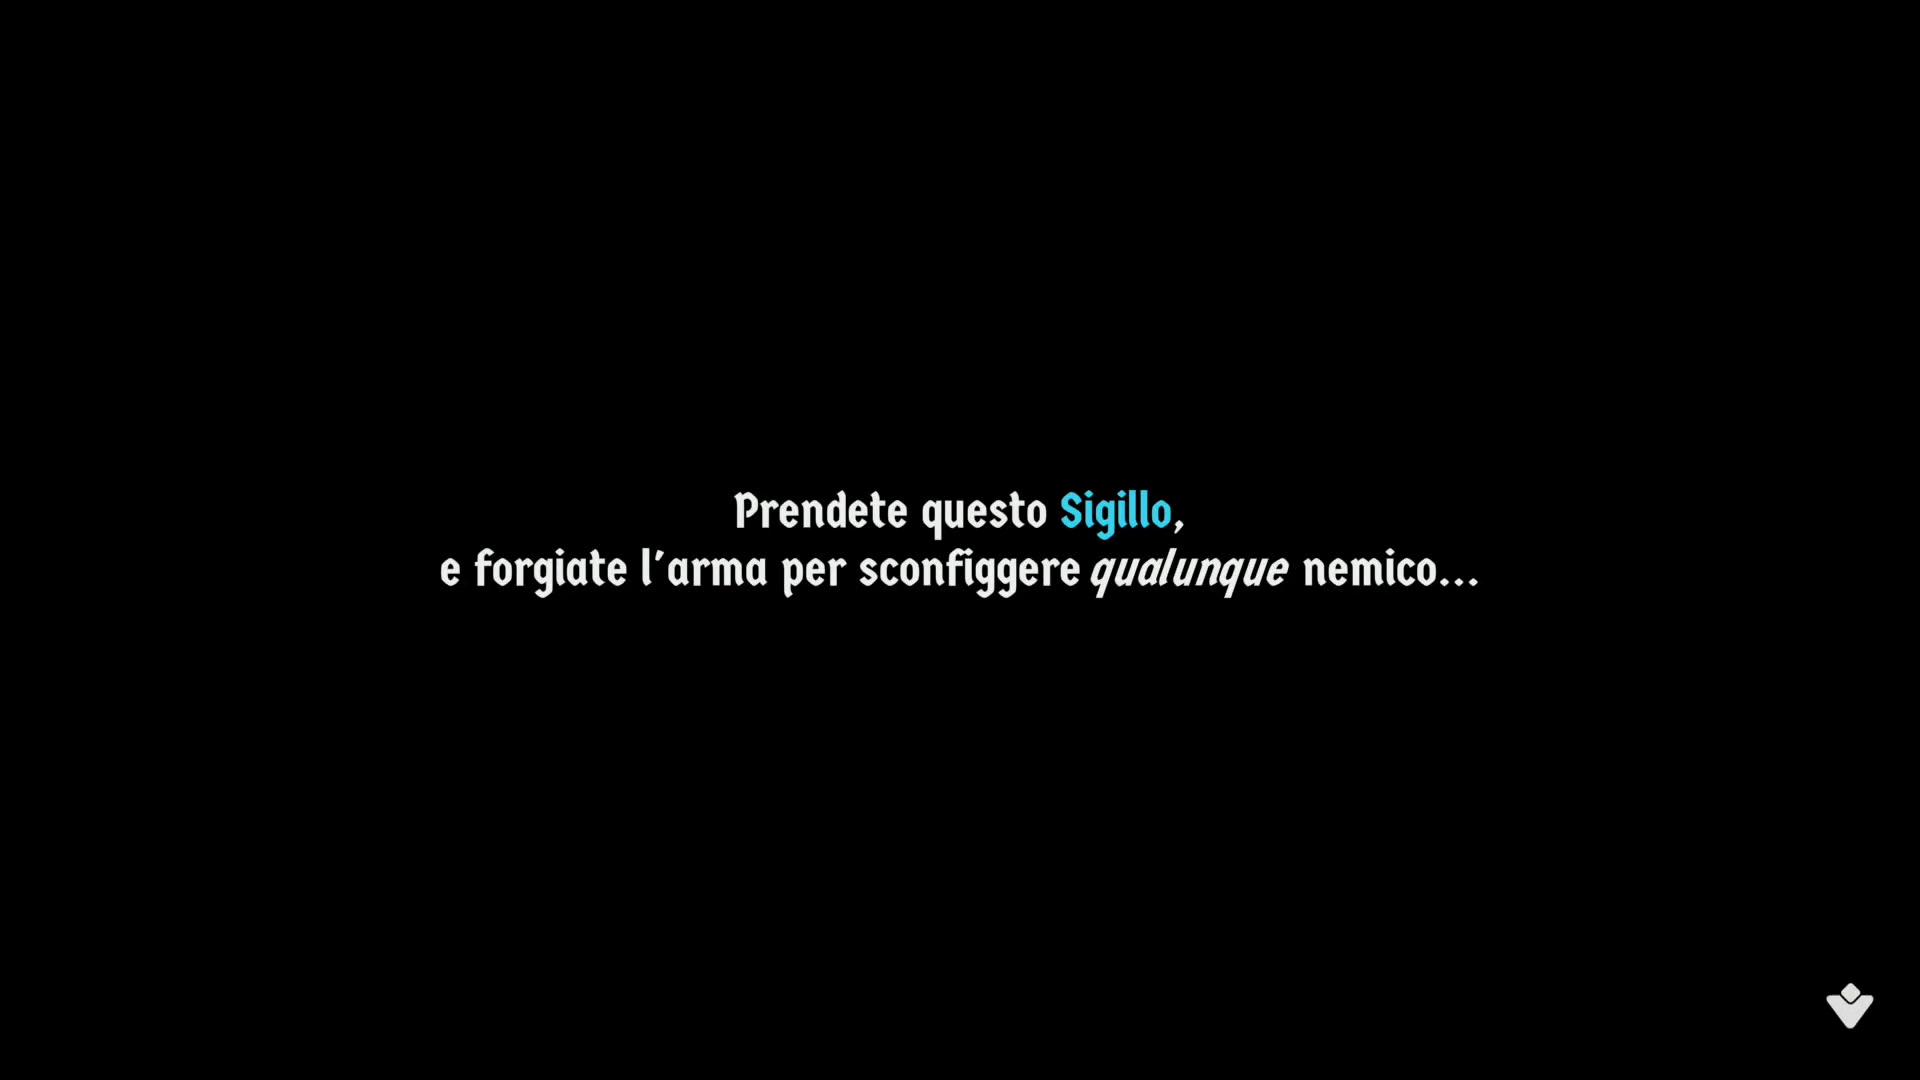 Prendete questo Sigillo,
e forgiate l'arma per sconfiggere qualunque nemico...